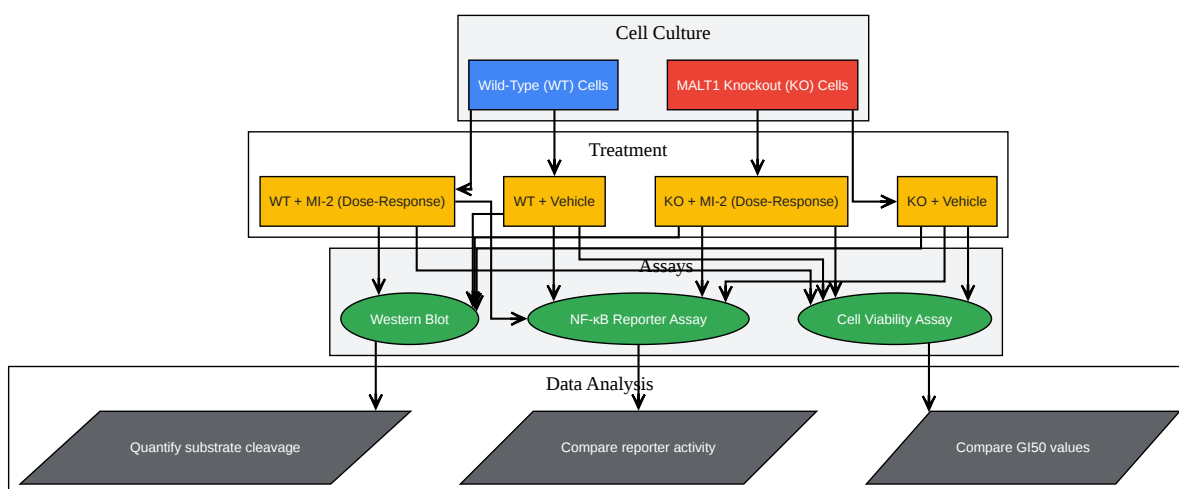 Cell Culture
Wild-Type (WT) Cells
MALT1 Knockout (KO) Cells
Treatment
WT + MI-2 (Dose-Response)
WT + Vehicle
KO + MI-2 (Dose-Response)
KO + Vehicle
Assays
Western Blot
NF-κB Reporter Assay
Cell Viability Assay
Data Analysis
Quantify substrate cleavage
Compare reporter activity
Compare GI50 values